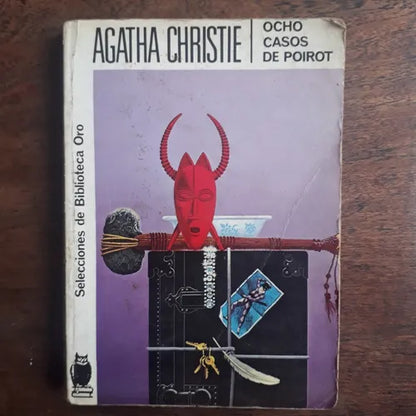 AGATHA CHRISTIE
OCHO
CASOS
DE POIROT
Selecciones de Biblioteca Oro